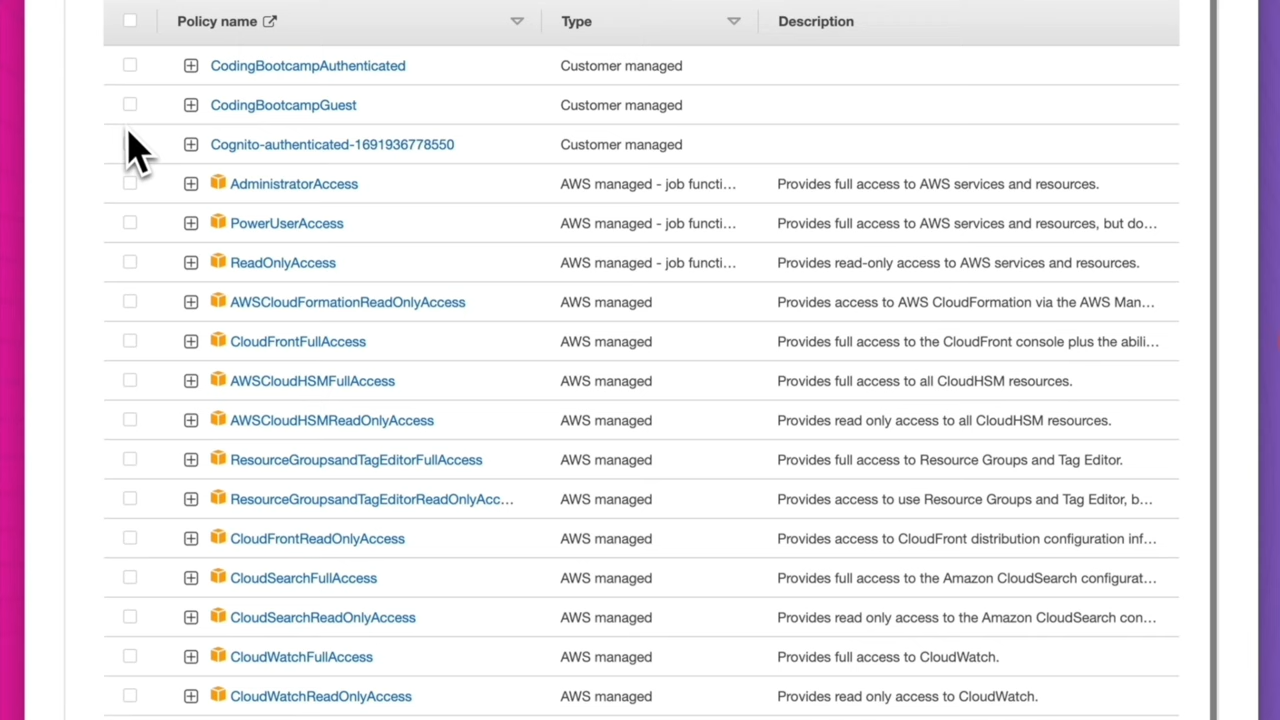 Policy name Type Description
CodingBootcampAuthenticated Customer managed
CodingBootcampGuest Customer managed
Cognito-authenticated-1691936778550 Customer managed
AdministratorAccess AWS managed - job functi... Provides full access to AWS services and resources.
PowerUserAccess AWS managed - job functi... Provides full access to AWS services and resources, but do...
ReadOnlyAccess AWS managed - job functi... Provides read-only access to AWS services and resources.
AWSCloudFormationReadOnlyAccess AWS managed Provides access to AWS CloudFormation via the AWS Man...
CloudFrontFullAccess AWS managed Provides full access to the CloudFront console plus the abili...
AWSCloudHSMFullAccess AWS managed Provides full access to all CloudHSM resources.
AWSCloudHSMReadOnlyAccess AWS managed Provides read only access to all CloudHSM resources.
ResourceGroupsandTagEditorFullAccess AWS managed Provides full access to Resource Groups and Tag Editor.
ResourceGroupsandTagEditorReadOnlyAcc... AWS managed Provides access to use Resource Groups and Tag Editor, b...
CloudFrontReadOnlyAccess AWS managed Provides access to CloudFront distribution configuration inf...
CloudSearchFullAccess AWS managed Provides full access to the Amazon CloudSearch configurat...
CloudSearchReadOnlyAccess AWS managed Provides read only access to the Amazon CloudSearch con...
CloudWatchFullAccess AWS managed Provides full access to CloudWatch.
CloudWatchReadOnlyAccess AWS managed Provides read only access to CloudWatch.